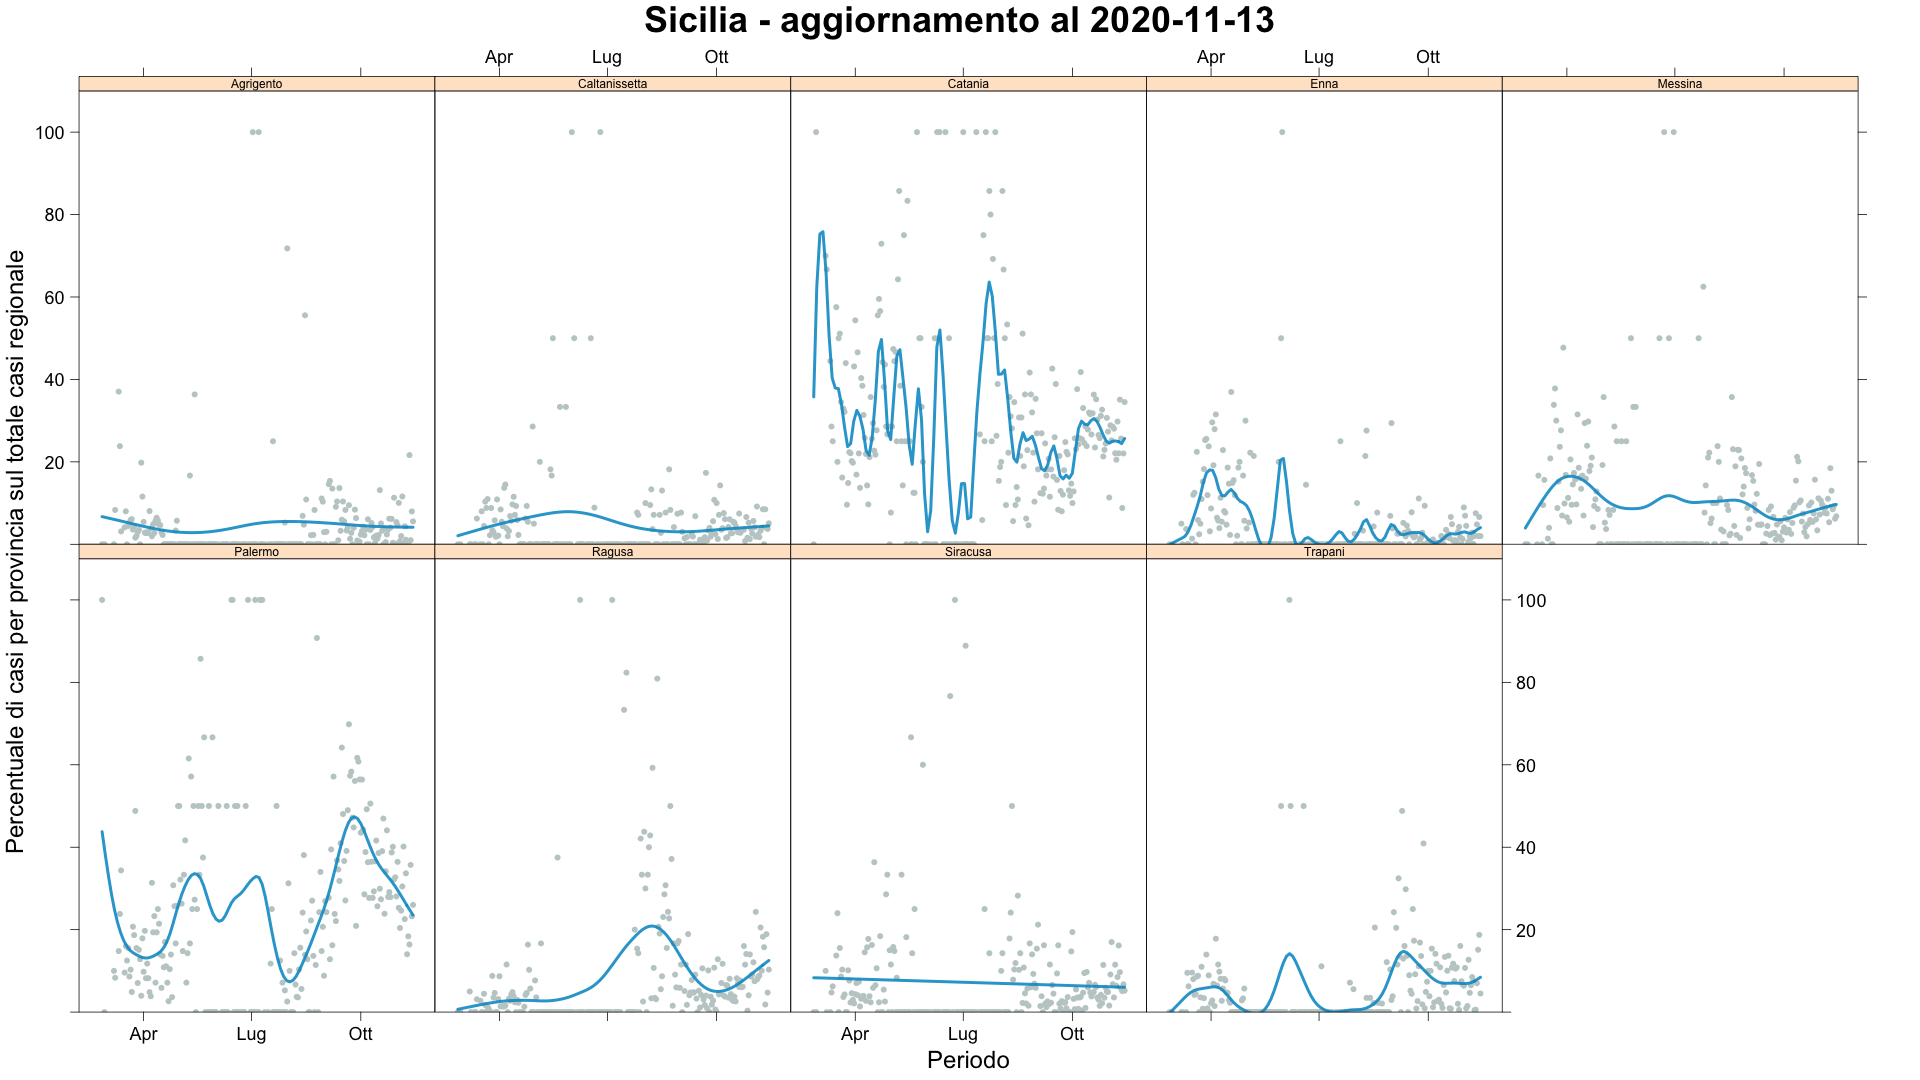 Sicilia - aggiornamento al 2020-11-13
Apr Lug Ott Apr Lug Ott
Agrigento Caltanissetta Catania Enna Messina
100
80
60
40
20
Percentuale di casi per provincia sul totale casi regionale
Palermo Ragusa Siracusa Trapani
100
80
60
40
20
Apr Lug Ott Apr Lug Ott
Periodo